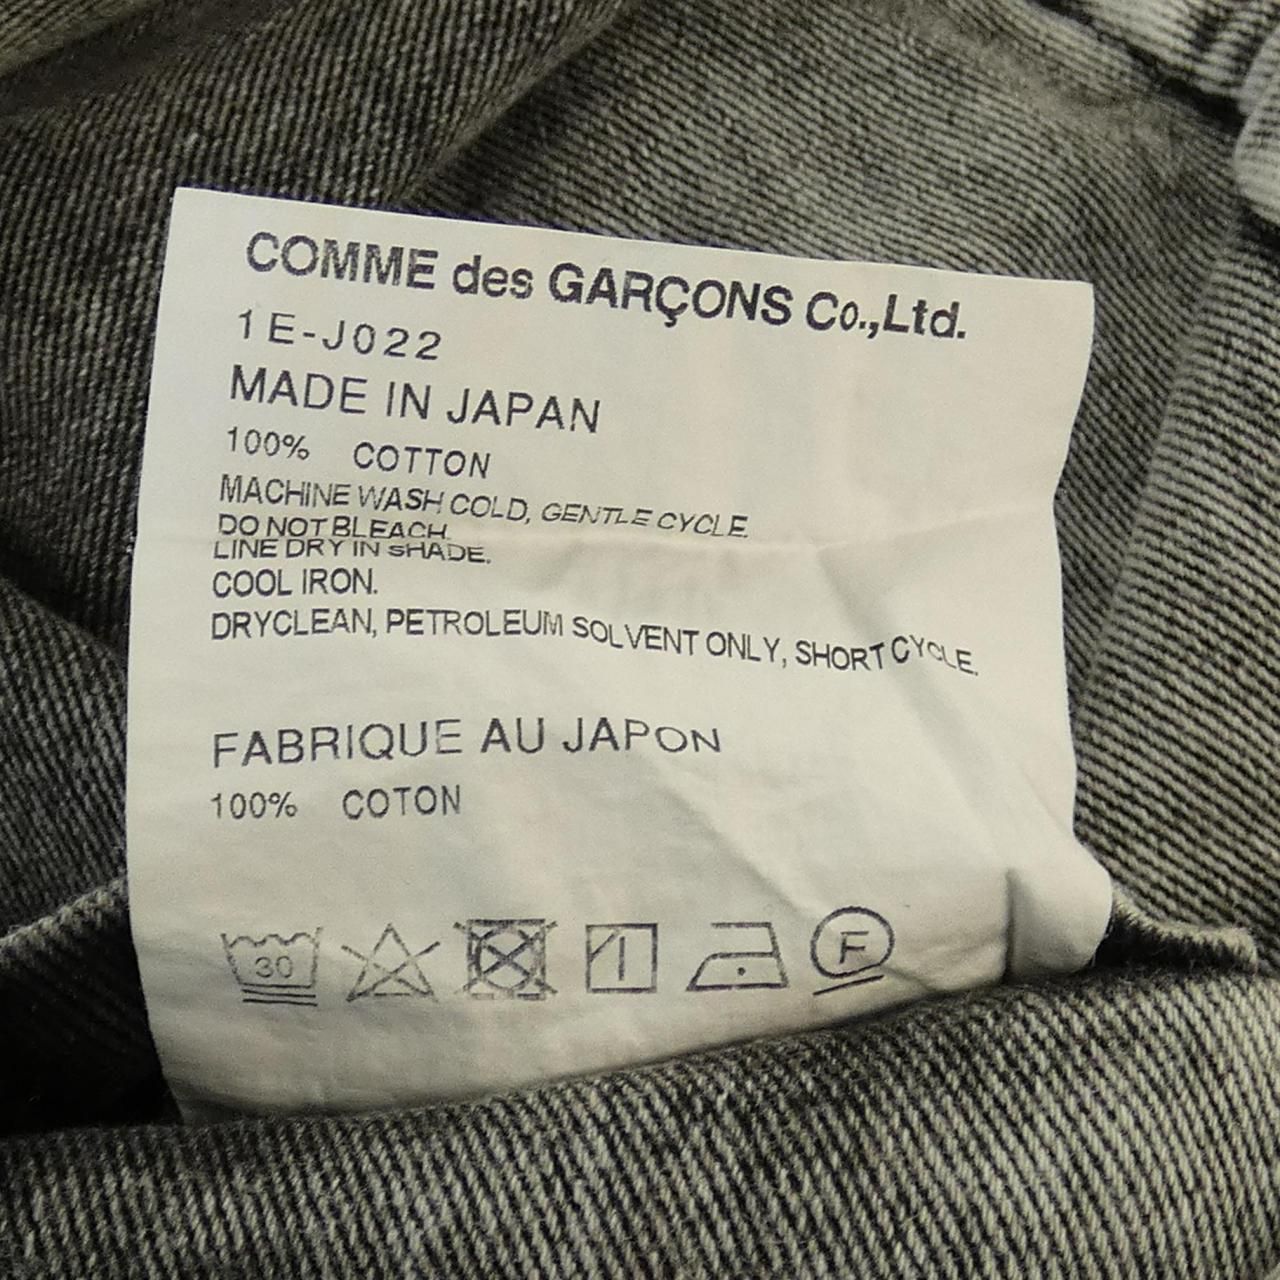 COMME des GARÇONS Co.,Ltd.
1E-J022
MADE IN JAPAN
100% COTTON
MACHINE WASH COLD, GENTLE CYCLE.
DO NOT BLEACH.
LINE DRY IN SHADE.
COOL IRON.
DRYCLEAN, PETROLEUM SOLVENT ONLY, SHORT CYCLE.
FABRIQUE AU JAPON
100% COTON
30 F